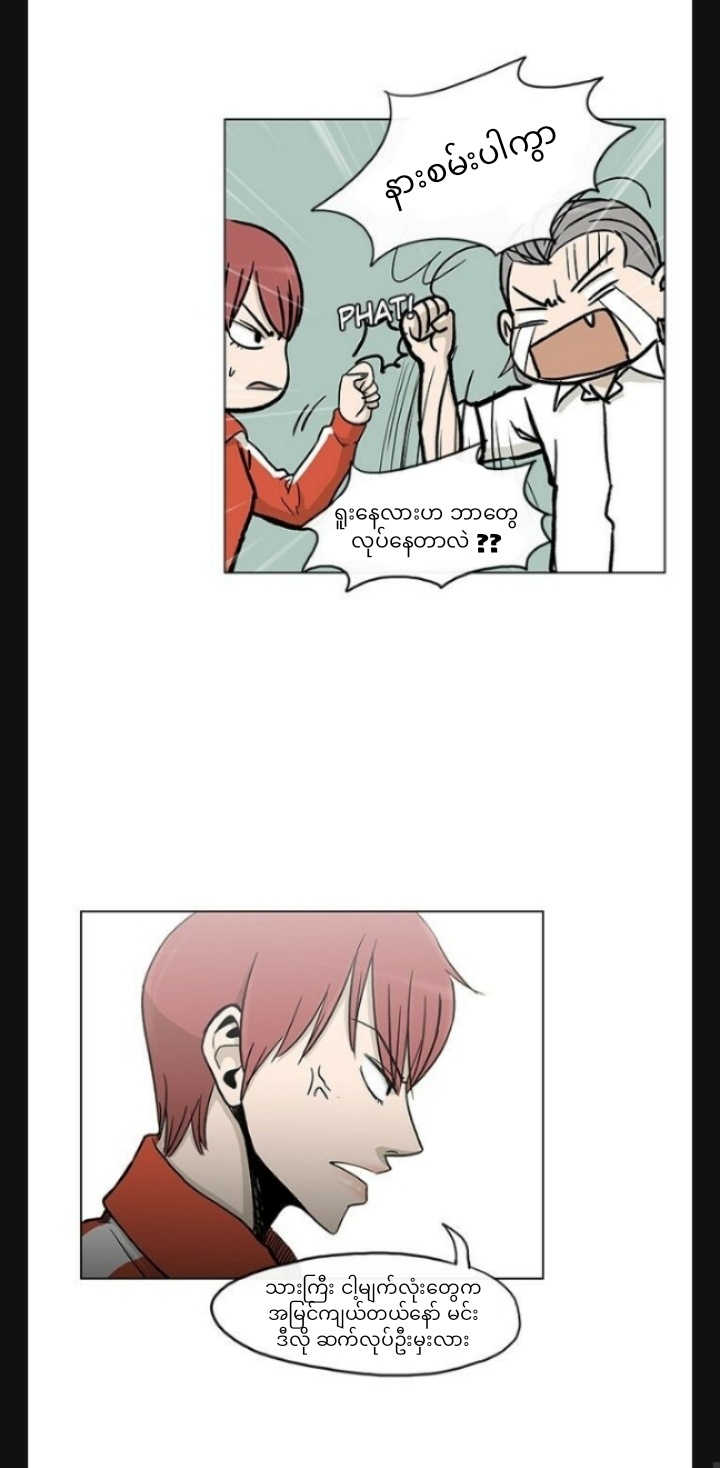 နားစမ်းပါကွာ
PHAT!
ရူးနေလားဟ ဘာတွေ
လုပ်နေတာလဲ ??
သားကြီး ငါ့မျက်လုံးတွေက
အမြင်ကျယ်တယ်နော် မင်း
ဒီလို ဆက်လုပ်ဦးမှးလား